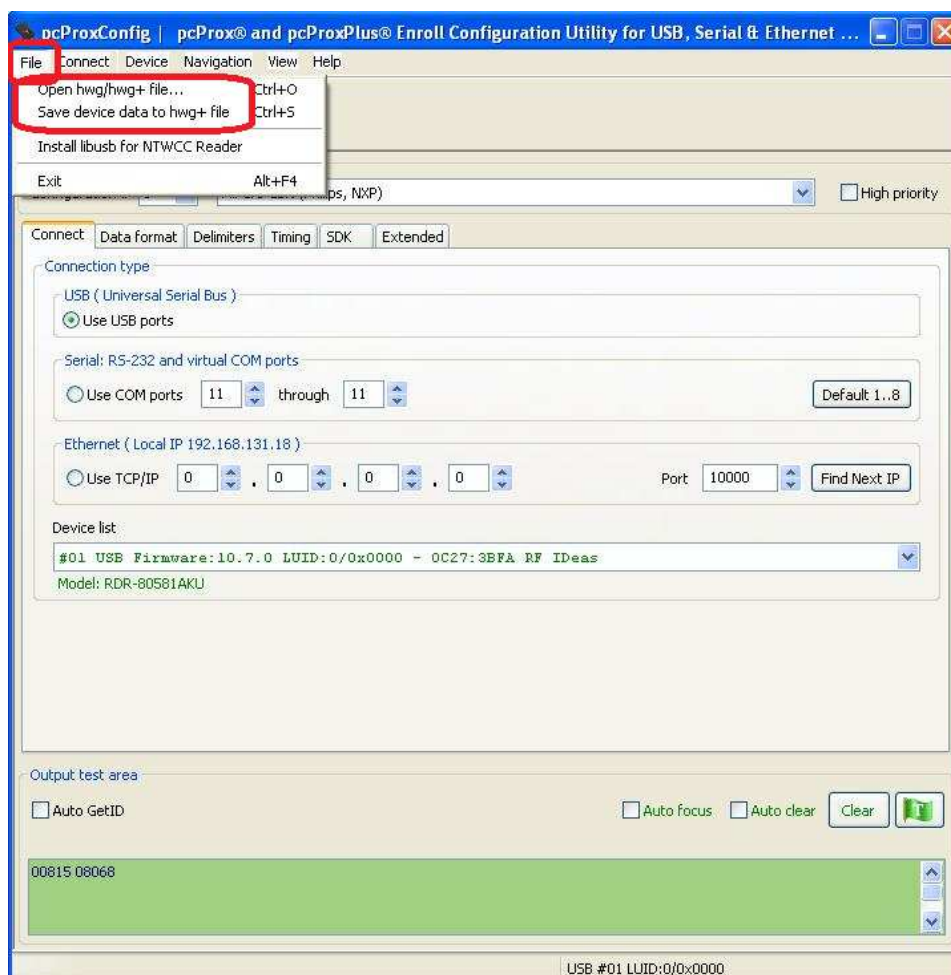 pcProxConfig | pcProx® and pcProxPlus® Enroll Configuration Utility for USB, Serial & Ethernet ...
File Connect Device Navigation View Help
Open hwg/hwg+ file... Ctrl+O
Save device data to hwg+ file Ctrl+S
Install libusb for NTWCC Reader
Exit Alt+F4
High priority
Connect Data format Delimiters Timing SDK Extended
Connection type
USB ( Universal Serial Bus )
Use USB ports
Serial: RS-232 and virtual COM ports
Use COM ports 11 through 11 Default 1..8
Ethernet ( Local IP 192.168.131.18 )
Use TCP/IP 0 . 0 . 0 . 0 Port 10000 Find Next IP
Device list
#01 USB Firmware:10.7.0 LUID:0/0x0000 - 0C27:3BFA RF IDeas
Model: RDR-80581AKU
Output test area
Auto GetID Auto focus Auto clear Clear
00815 08068
USB #01 LUID:0/0x0000